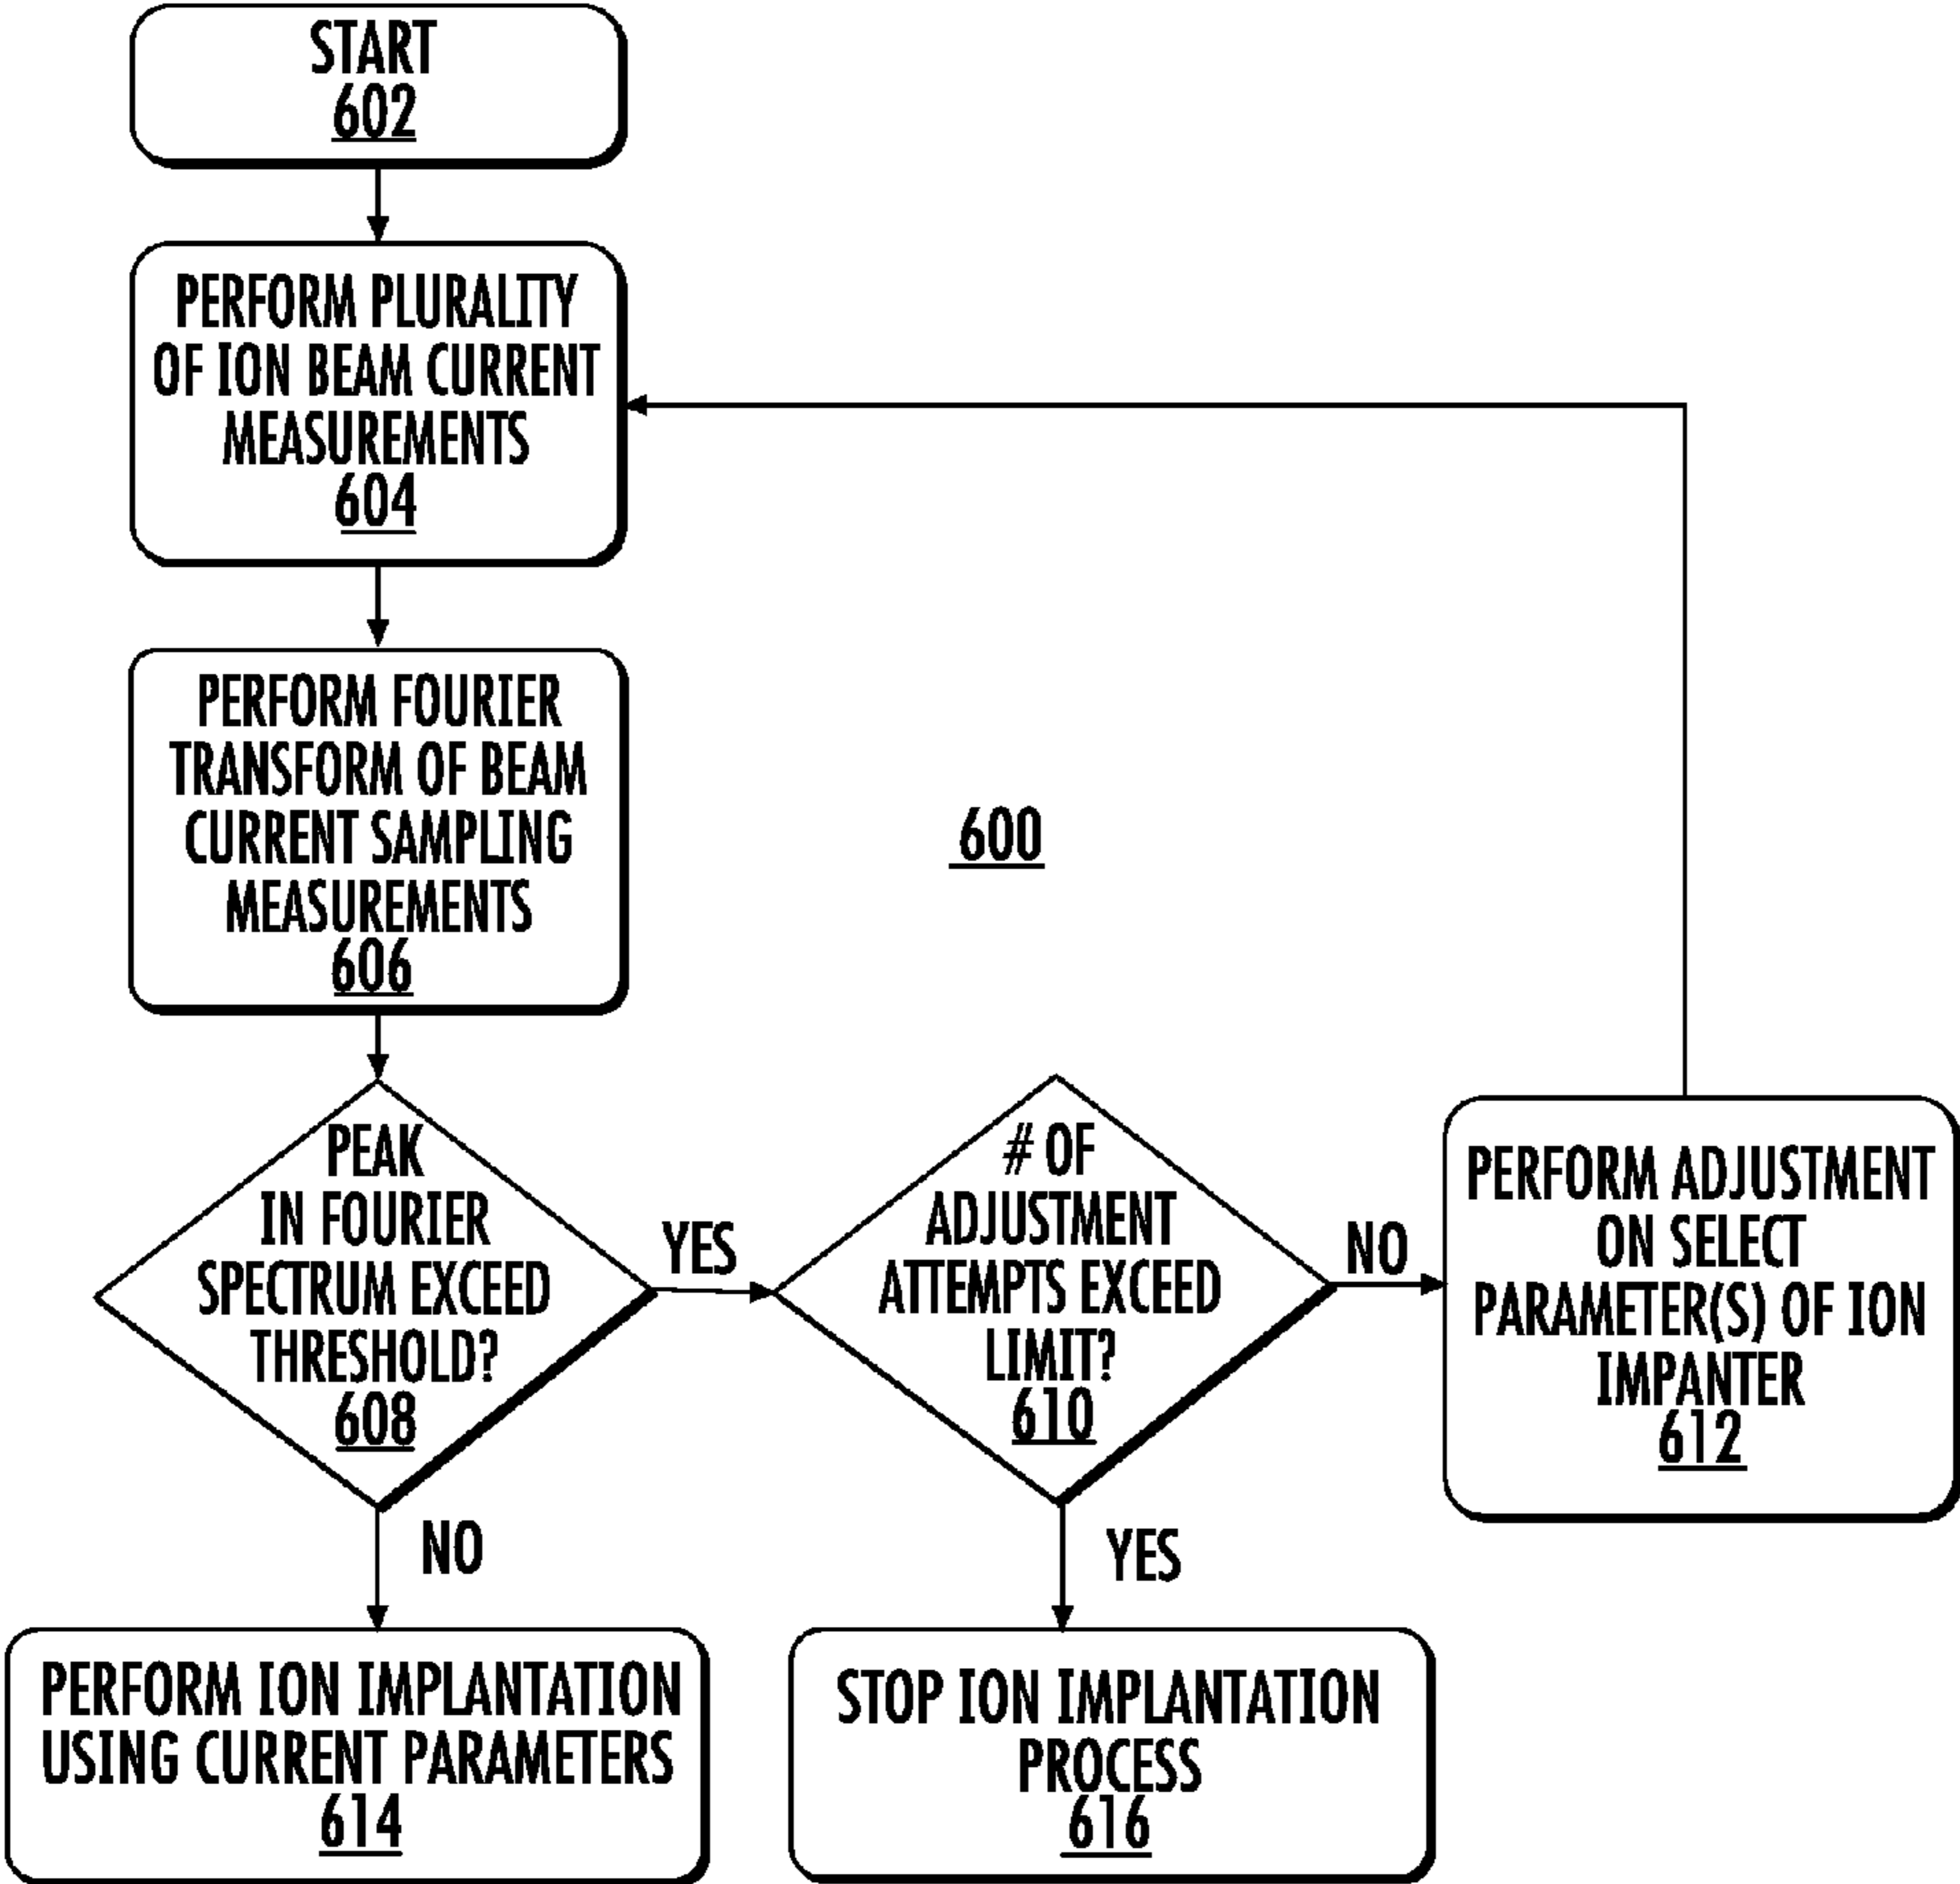 START
602
PERFORM PLURALITY
OF ION BEAM CURRENT
MEASUREMENTS
604
PERFORM FOURIER
TRANSFORM OF BEAM
CURRENT SAMPLING
MEASUREMENTS
606
600
PEAK
IN FOURIER
SPECTRUM EXCEED
THRESHOLD?
608
YES
# OF
ADJUSTMENT
ATTEMPTS EXCEED
LIMIT?
610
NO
PERFORM ADJUSTMENT
ON SELECT
PARAMETER(S) OF ION
IMPANTER
612
NO
YES
PERFORM ION IMPLANTATION
USING CURRENT PARAMETERS
614
STOP ION IMPLANTATION
PROCESS
616